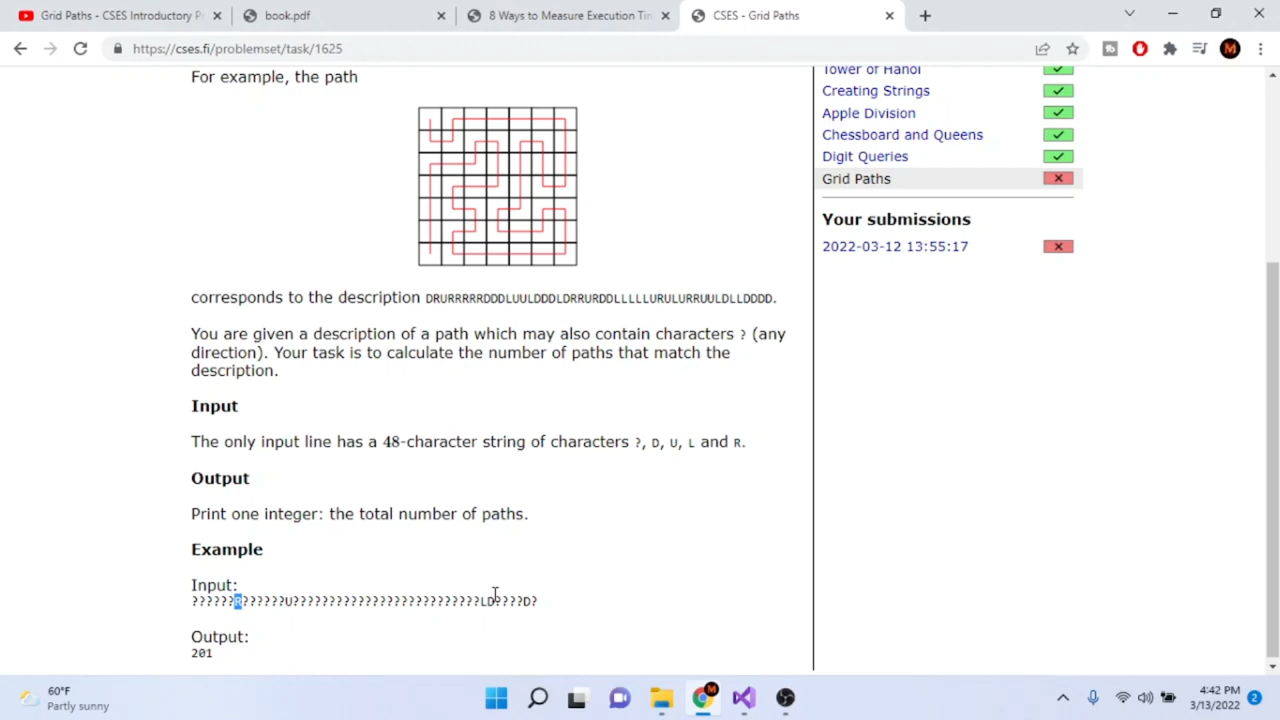 Grid Paths - CSES Introductory P
book.pdf
8 Ways to Measure Execution Tin
CSES - Grid Paths
https://cses.fi/problemset/task/1625
M
For example, the path
corresponds to the description DRURRRRRDDDLUULDDDLDRRURDDLLLLLURULURRUULDLLDDDD.
You are given a description of a path which may also contain characters ? (any
direction). Your task is to calculate the number of paths that match the
description.
Input
The only input line has a 48-character string of characters ?, D, U, L and R.
Output
Print one integer: the total number of paths.
Example
Input:
??????R??????U??????????????????????????LD????D?
Output:
201
Tower of Hanoi
Creating Strings
Apple Division
Chessboard and Queens
Digit Queries
Grid Paths
Your submissions
2022-03-12 13:55:17
60°F
Partly sunny
M
4:42 PM
3/13/2022
2